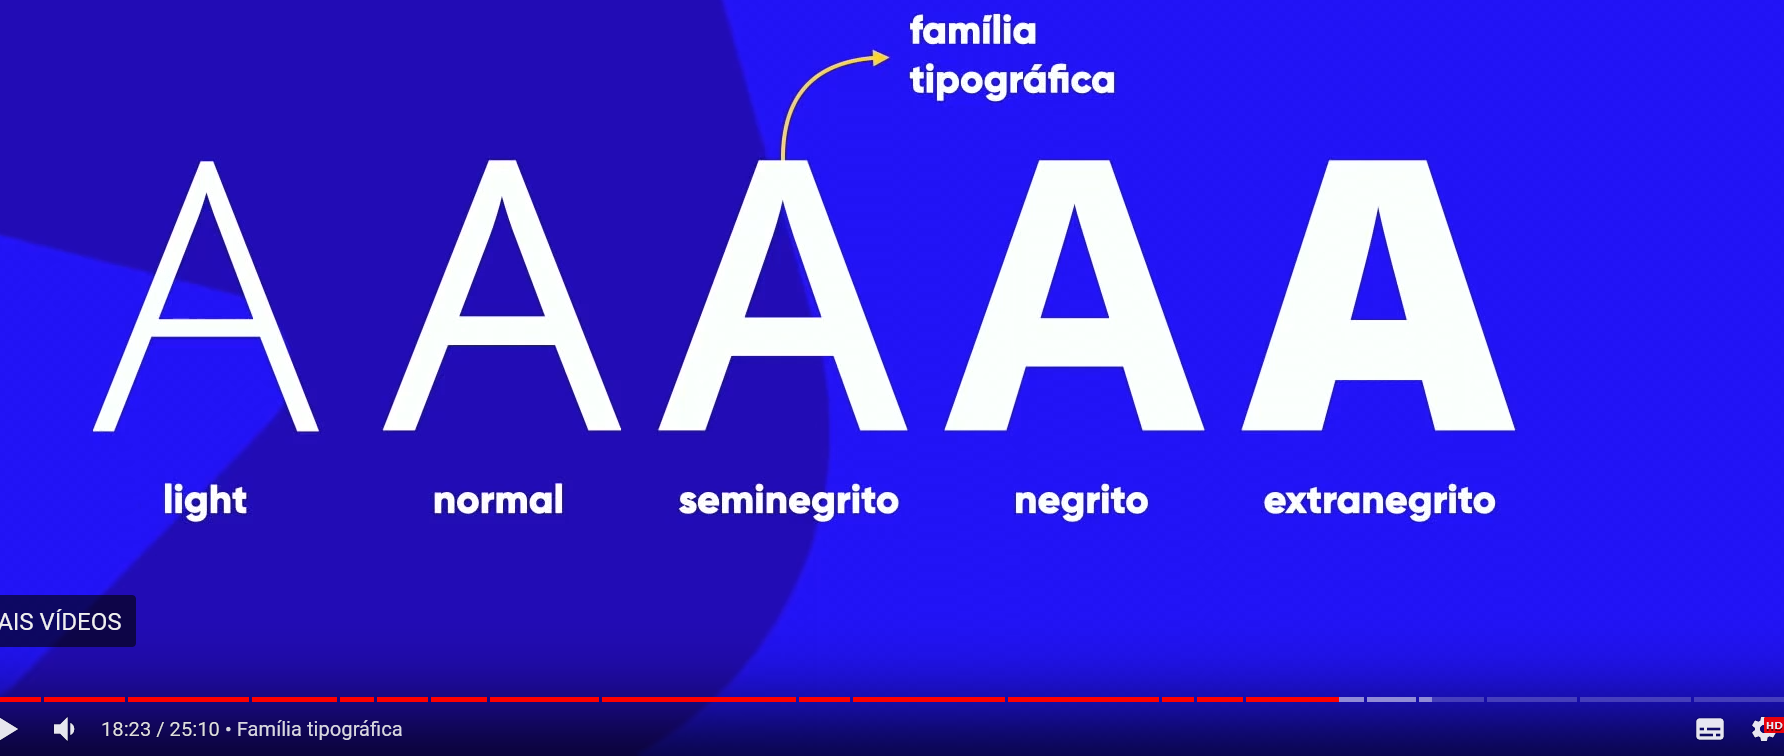 família
tipográfica
A A A A A
light normal seminegrito negrito extranegrito
AIS VÍDEOS
18:23 / 25:10 • Família tipográfica
HD